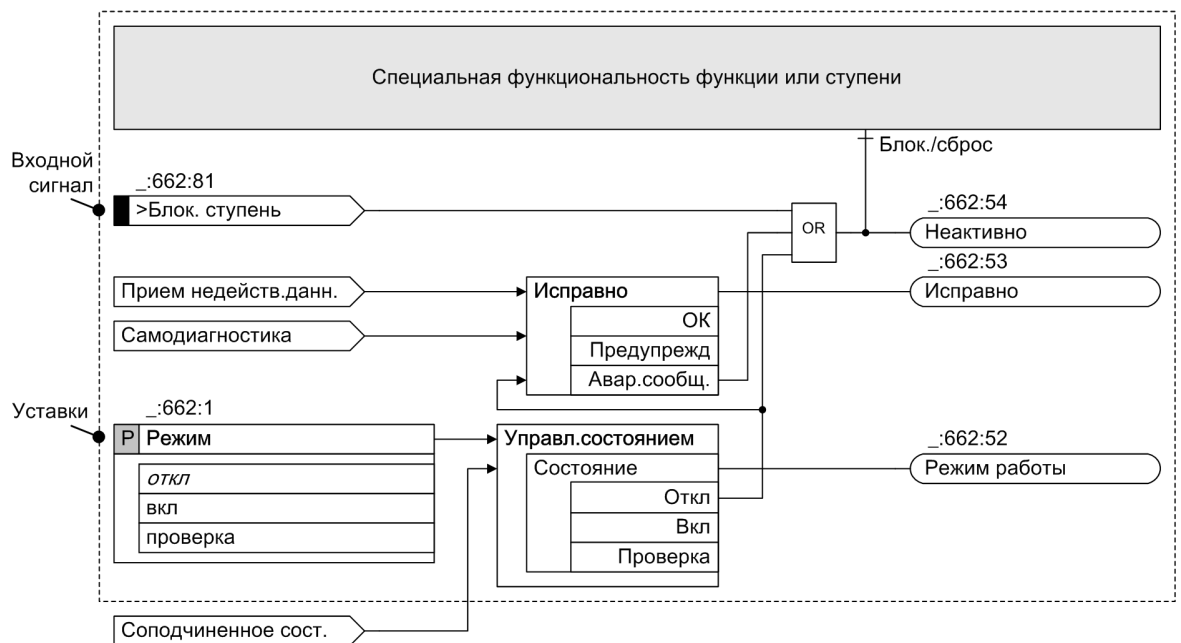 Специальная функциональность функции или ступени
Блок./сброс
Входной
сигнал
_:662:81
>Блок. ступень
OR
_:662:54
Неактивно
_:662:53
Прием недейств.данн.
Исправно
Исправно
ОК
Самодиагностика
Предупрежд
Авар.сообщ.
Уставки
_:662:1
P Режим
откл
вкл
проверка
Управл.состоянием
Состояние
Откл
Вкл
Проверка
_:662:52
Режим работы
Соподчиненное сост.